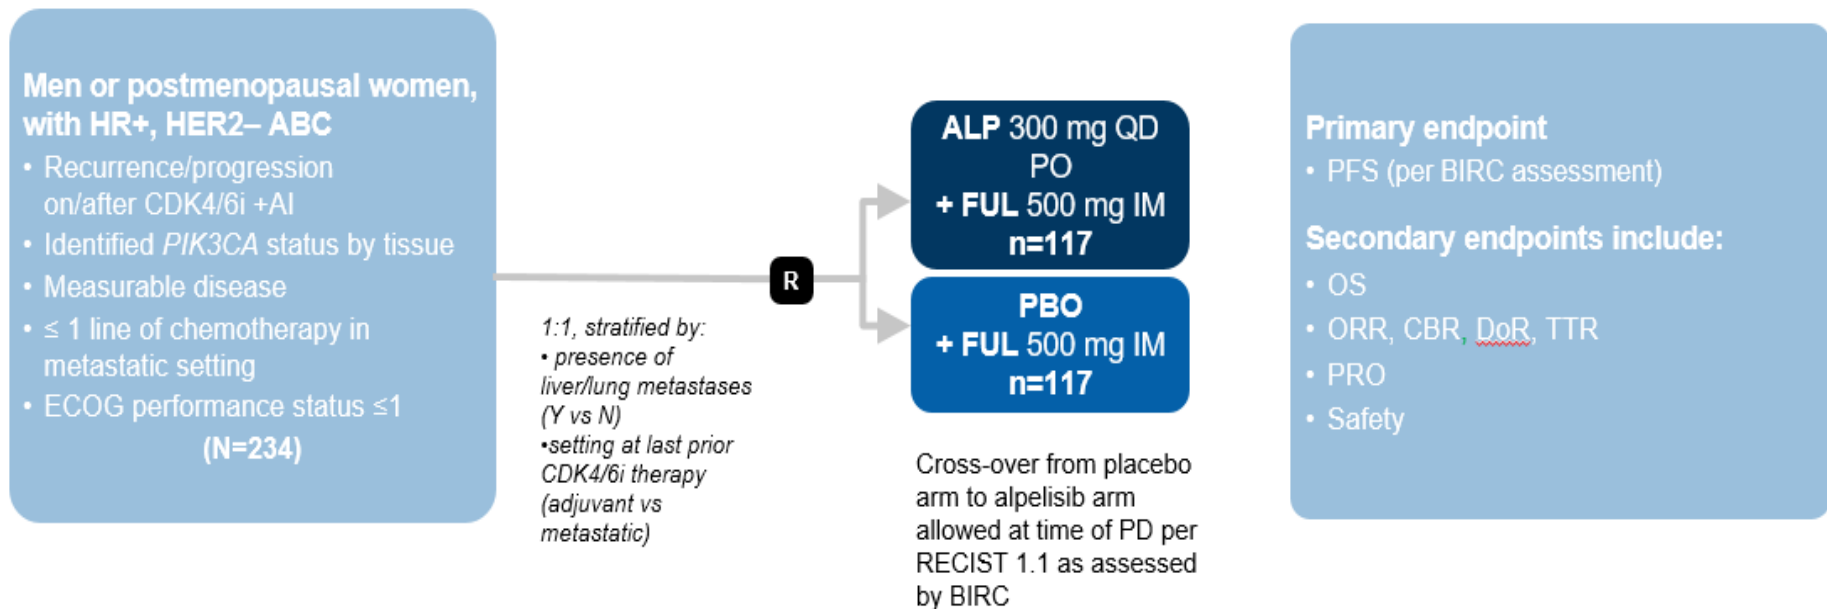 Men or postmenopausal women,
with HR+, HER2– ABC
• Recurrence/progression
on/after CDK4/6i +AI
• Identified PIK3CA status by tissue
• Measurable disease
• ≤ 1 line of chemotherapy in
metastatic setting
• ECOG performance status ≤1
(N=234)
1:1, stratified by:
• presence of
liver/lung metastases
(Y vs N)
•setting at last prior
CDK4/6i therapy
(adjuvant vs
metastatic)
R
ALP 300 mg QD
PO
+ FUL 500 mg IM
n=117
PBO
+ FUL 500 mg IM
n=117
Cross-over from placebo
arm to alpelisib arm
allowed at time of PD per
RECIST 1.1 as assessed
by BIRC
Primary endpoint
• PFS (per BIRC assessment)
Secondary endpoints include:
• OS
• ORR, CBR, DoR, TTR
• PRO
• Safety